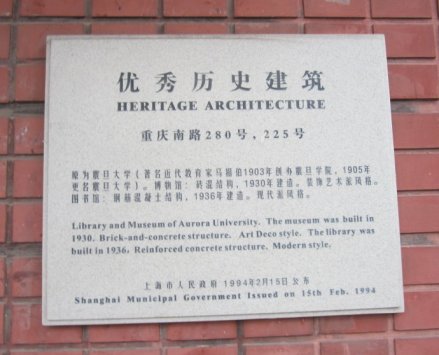 优秀历史建筑
HERITAGE ARCHITECTURE
重庆南路280号，225号
原为震旦大学（著名近代教育家马相伯1903年创办震旦学院，1905年
更名震旦大学）。博物馆：砖混结构，1930年建造。装饰艺术派风格。
图书馆：钢筋混凝土结构，1936年建造。现代派风格。
Library and Museum of Aurora University. The museum was built in
1930. Brick-and-concrete structure. Art Deco style. The library was
built in 1936. Reinforced concrete structure. Modern style.
上海市人民政府 1994年2月15日公布
Shanghai Municipal Government Issued on 15th Feb. 1994